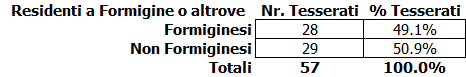 Residenti a Formigine o altrove Nr. Tesserati % Tesserati
Formiginesi 28 49.1%
Non Formiginesi 29 50.9%
Totali 57 100.0%